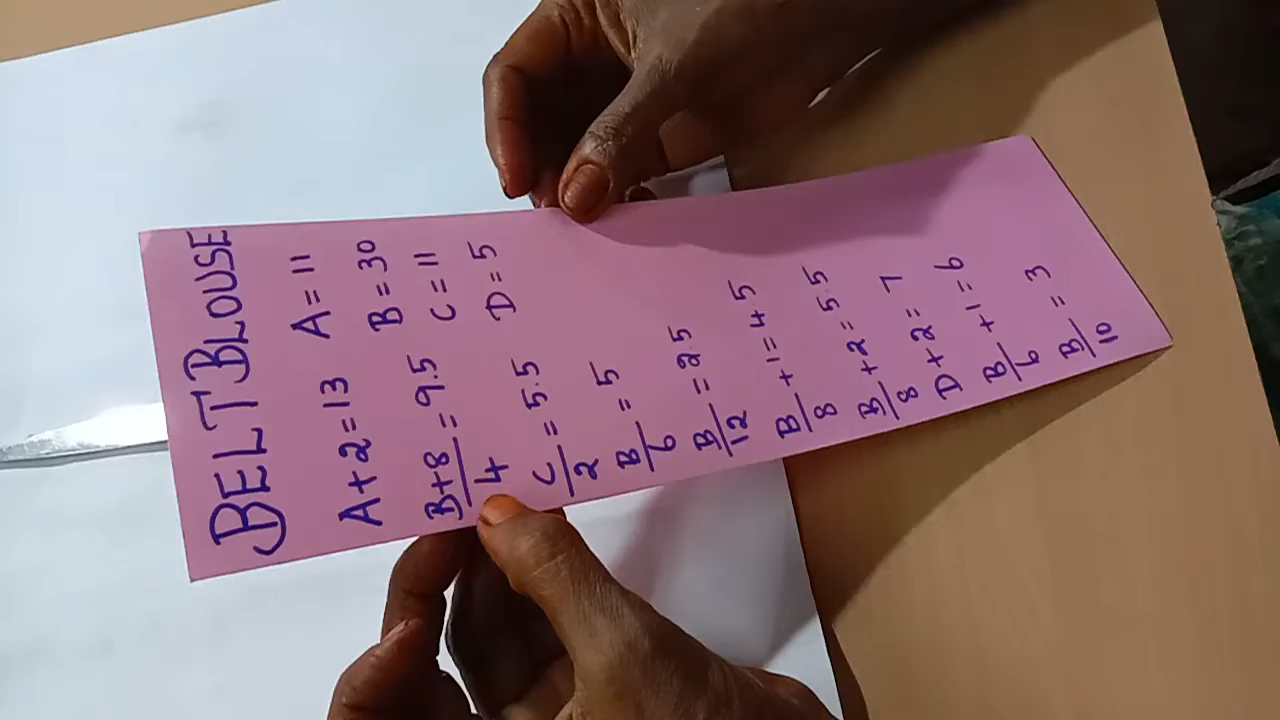 BELT BLOUSE
A+2=13 A=11
B+8/4=9.5 B=30
C/2=5.5 C=11
B/6=5 D=5
B/12=2.5
B/8+1=4.5
B/8+2=5.5
D+2=7
B/6+1=6
B/10=3